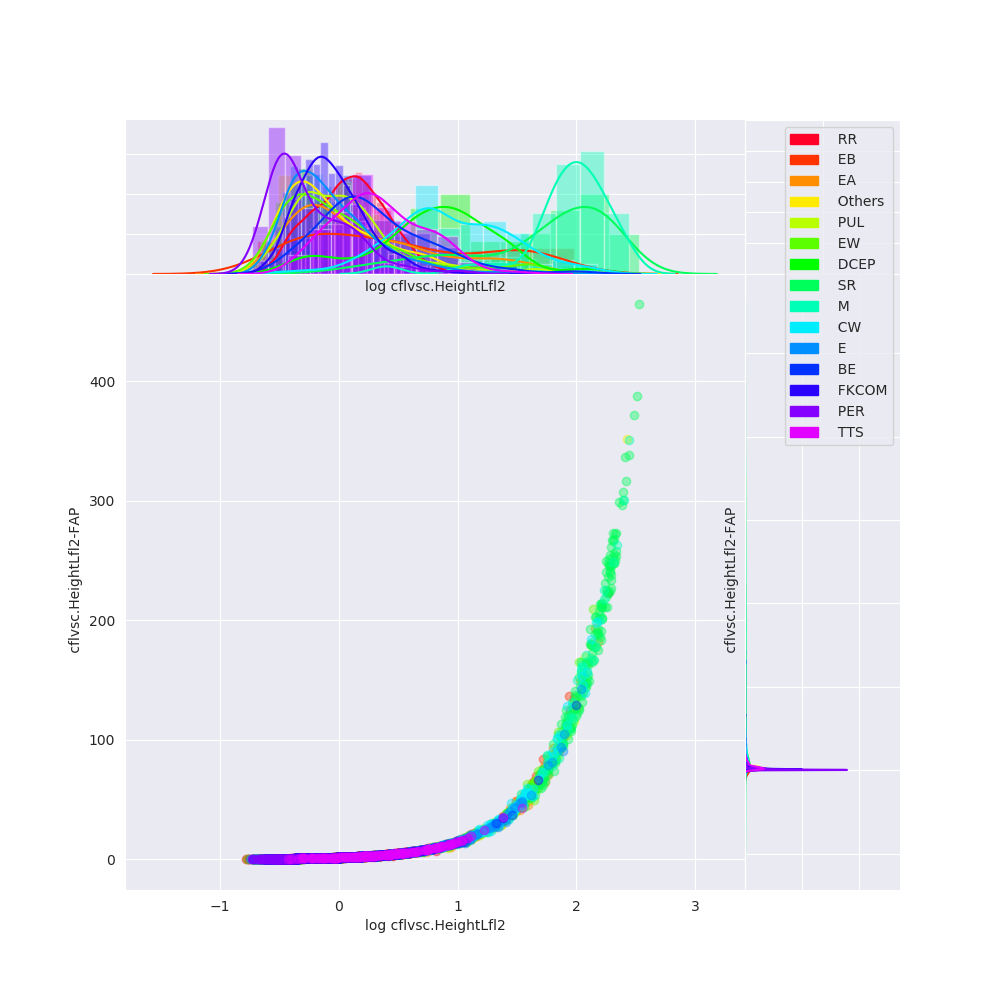 RR
EB
EA
Others
PUL
EW
DCEP
SR
M
CW
E
BE
FKCOM
PER
TTS
log cflvsc.HeightLfl2
400
300
200
100
0
cflvsc.HeightLfl2-FAP
cflvsc.HeightLfl2-FAP
−1
0
1
2
3
log cflvsc.HeightLfl2